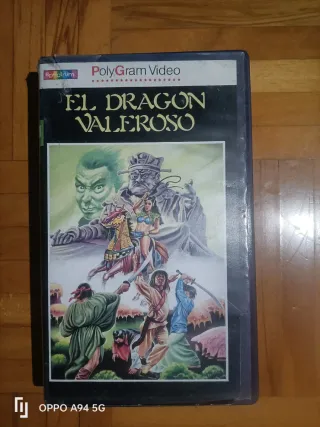 PolyGram Video
EL DRAGON
VALEROSO
OPPO A94 5G